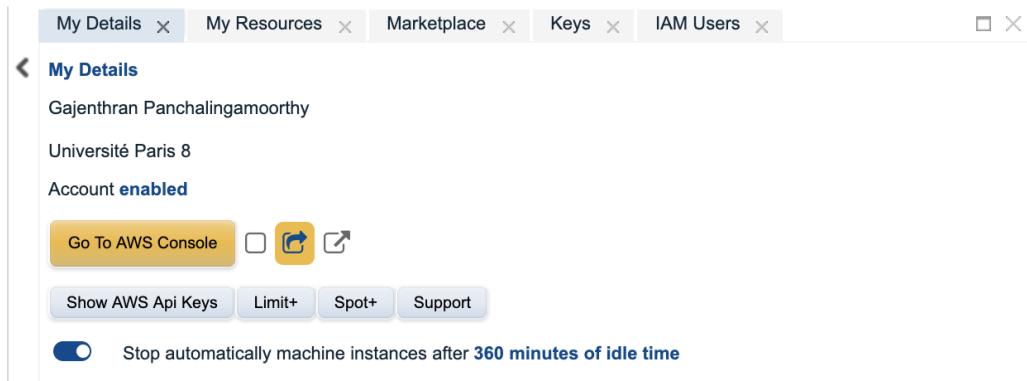 My Details My Resources Marketplace Keys IAM Users
My Details
Gajenthran Panchalingamoorthy
Université Paris 8
Account enabled
Go To AWS Console
Show AWS Api Keys Limit+ Spot+ Support
Stop automatically machine instances after 360 minutes of idle time